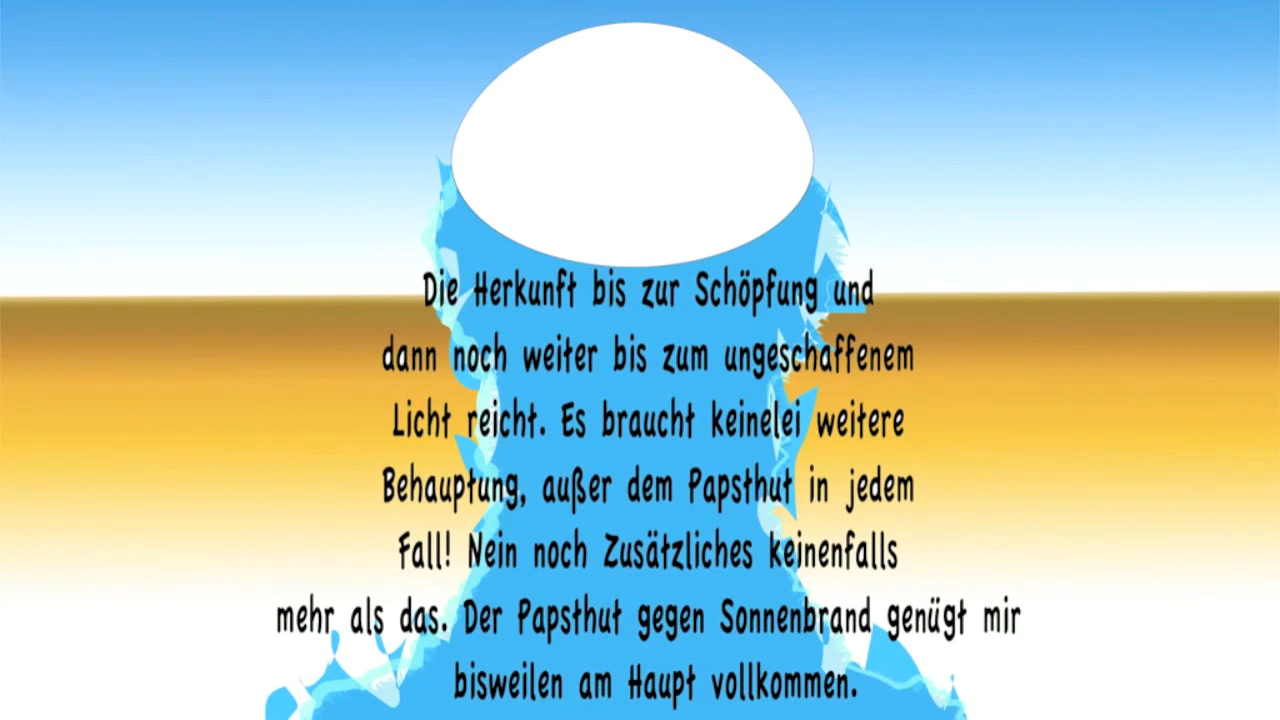 Die Herkunft bis zur Schöpfung und
dann noch weiter bis zum ungeschaffenem
Licht reicht. Es braucht keinelei weitere
Behauptung, außer dem Papsthut in jedem
Fall! Nein noch Zusätzliches keinenfalls
mehr als das. Der Papsthut gegen Sonnenbrand genügt mir
bisweilen am Haupt vollkommen.